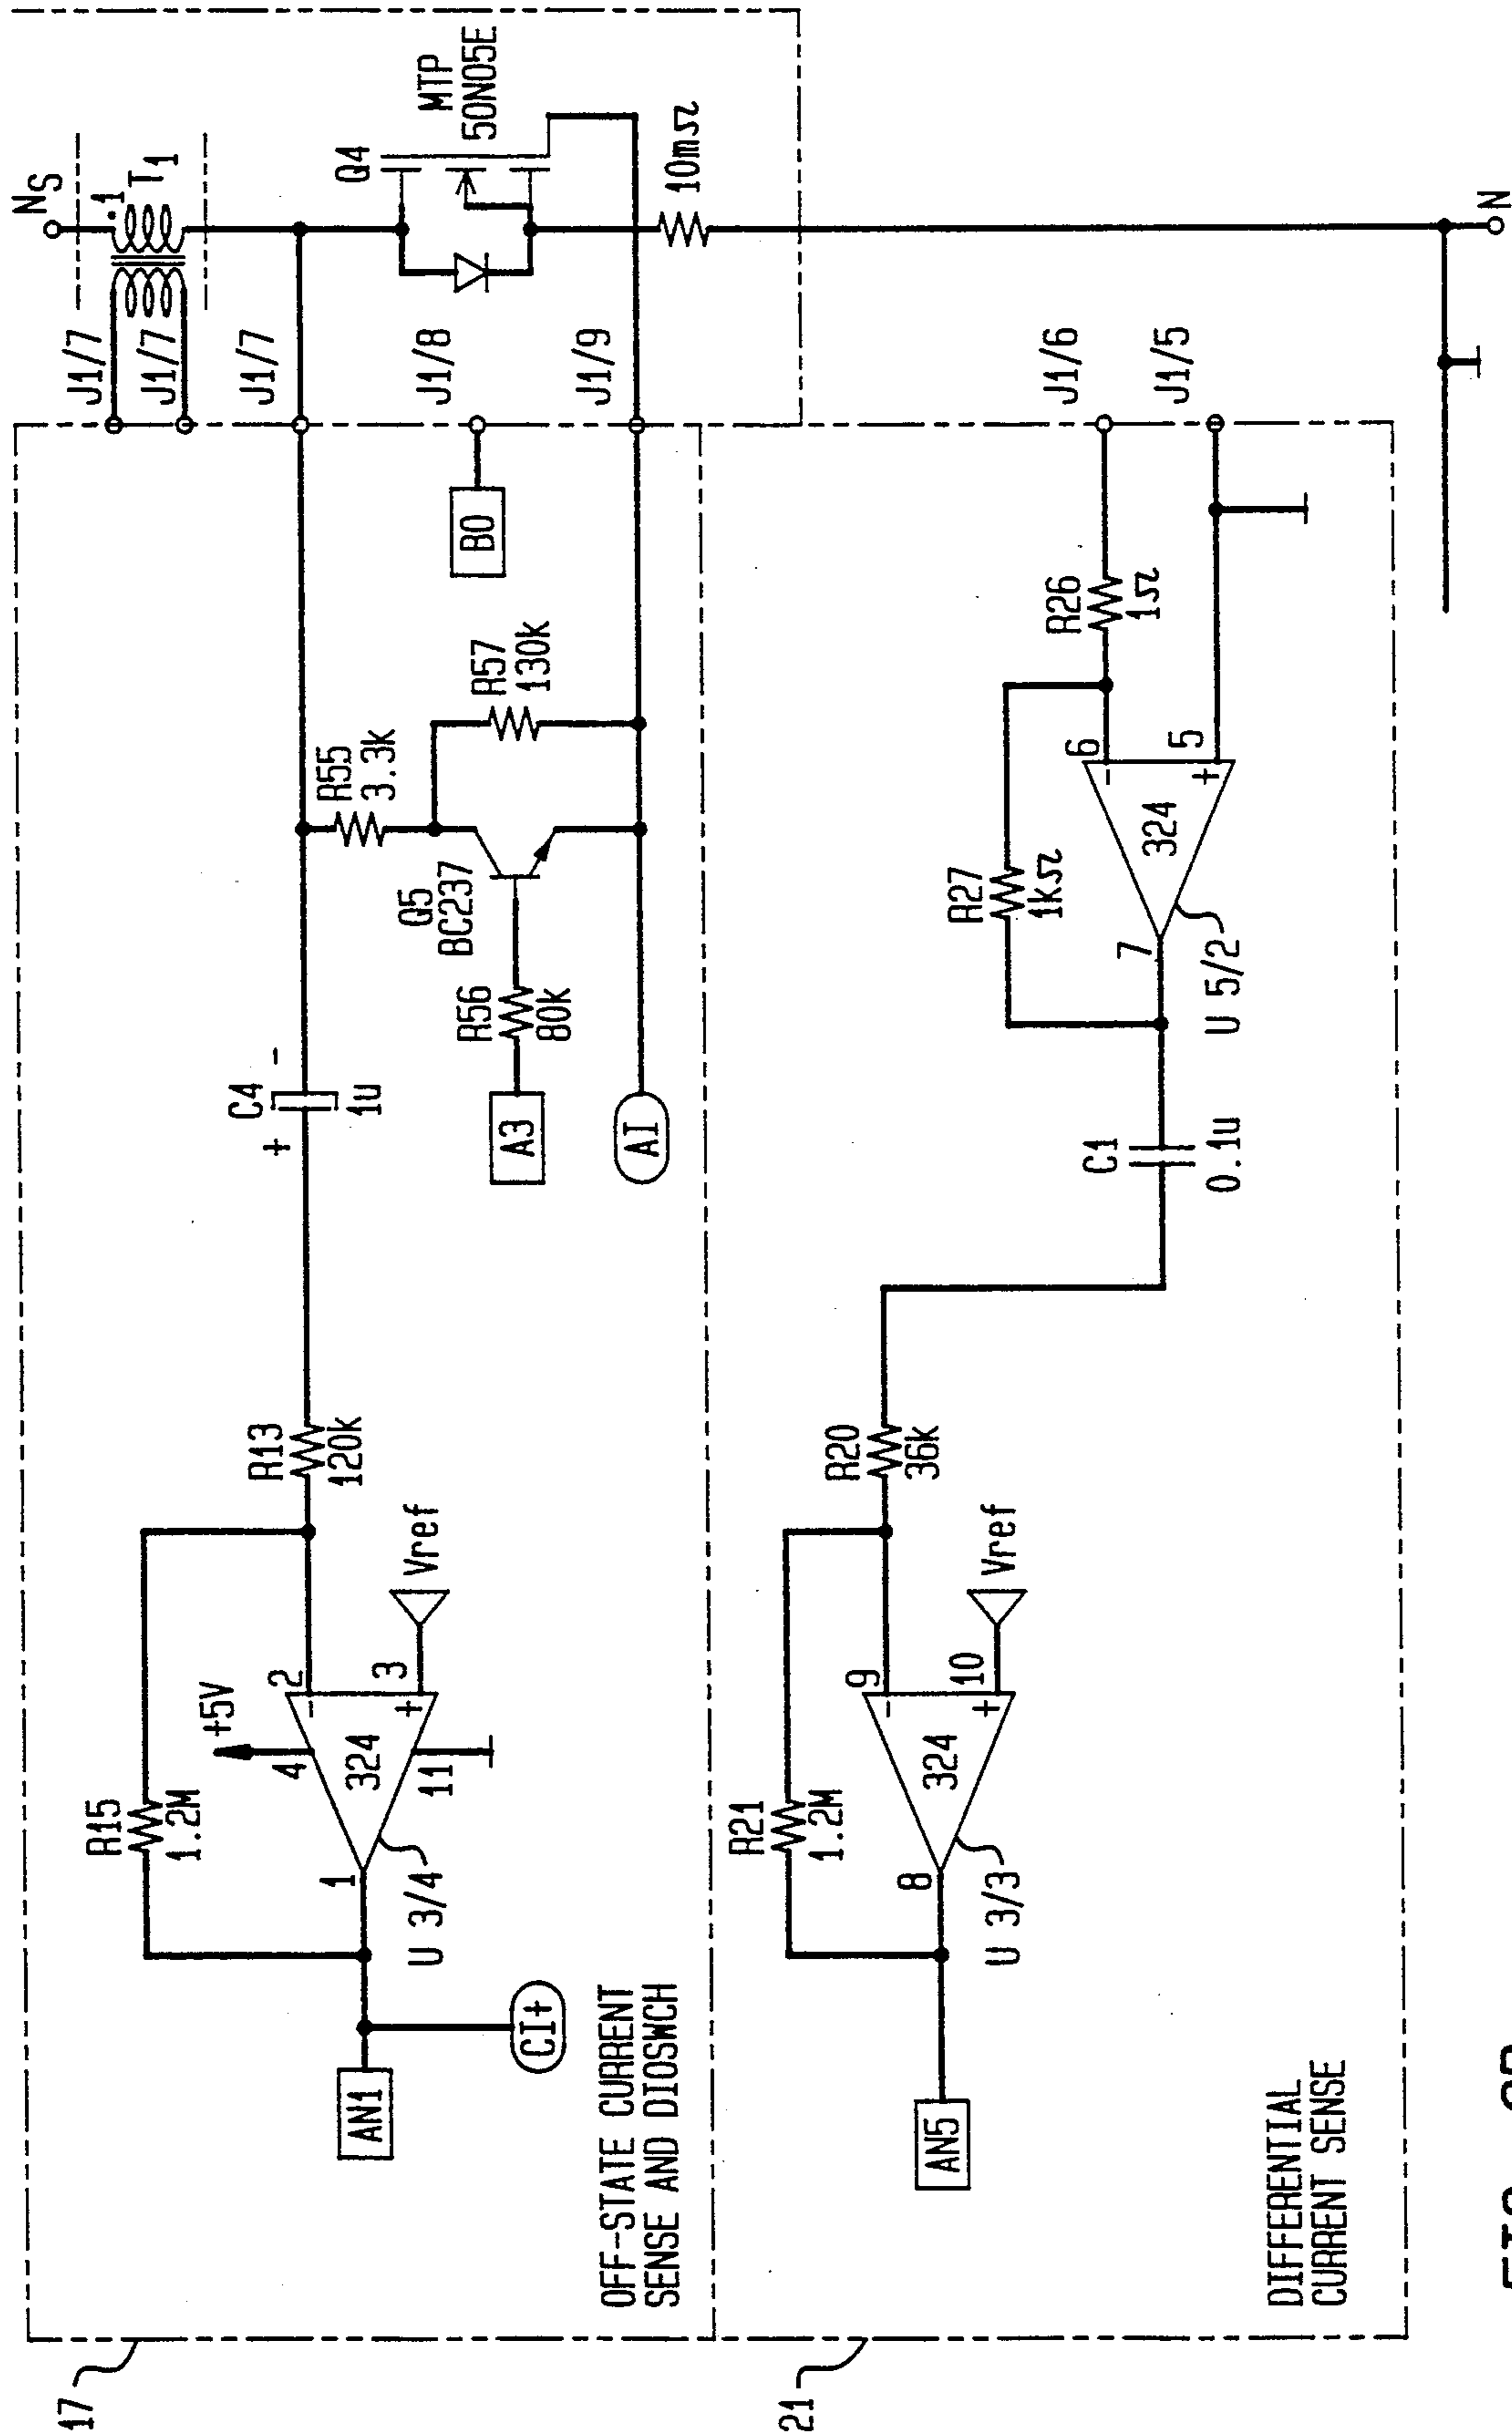 17
OFF-STATE CURRENT
SENSE AND DIOSWCH
AN1
CI+
R15
1.2M
+5V
4
324
11
1
2
-
3
+
U 3/4
Vref
R13
120k
C4
+
-
1u
R55
3.3k
Q5
BC237
R56
80k
R57
130k
A3
AI
B0
J1/7
J1/7
J1/7
J1/8
J1/9
NS
.1
T1
Q4
MTP
50N05E
10mΩ
21
DIFFERENTIAL
CURRENT SENSE
AN5
R21
1.2M
8
324
9
-
10
+
U 3/3
Vref
R20
36k
C1
0.1u
R27
1kΩ
7
324
6
-
5
+
U 5/2
R26
1Ω
J1/6
J1/5
N